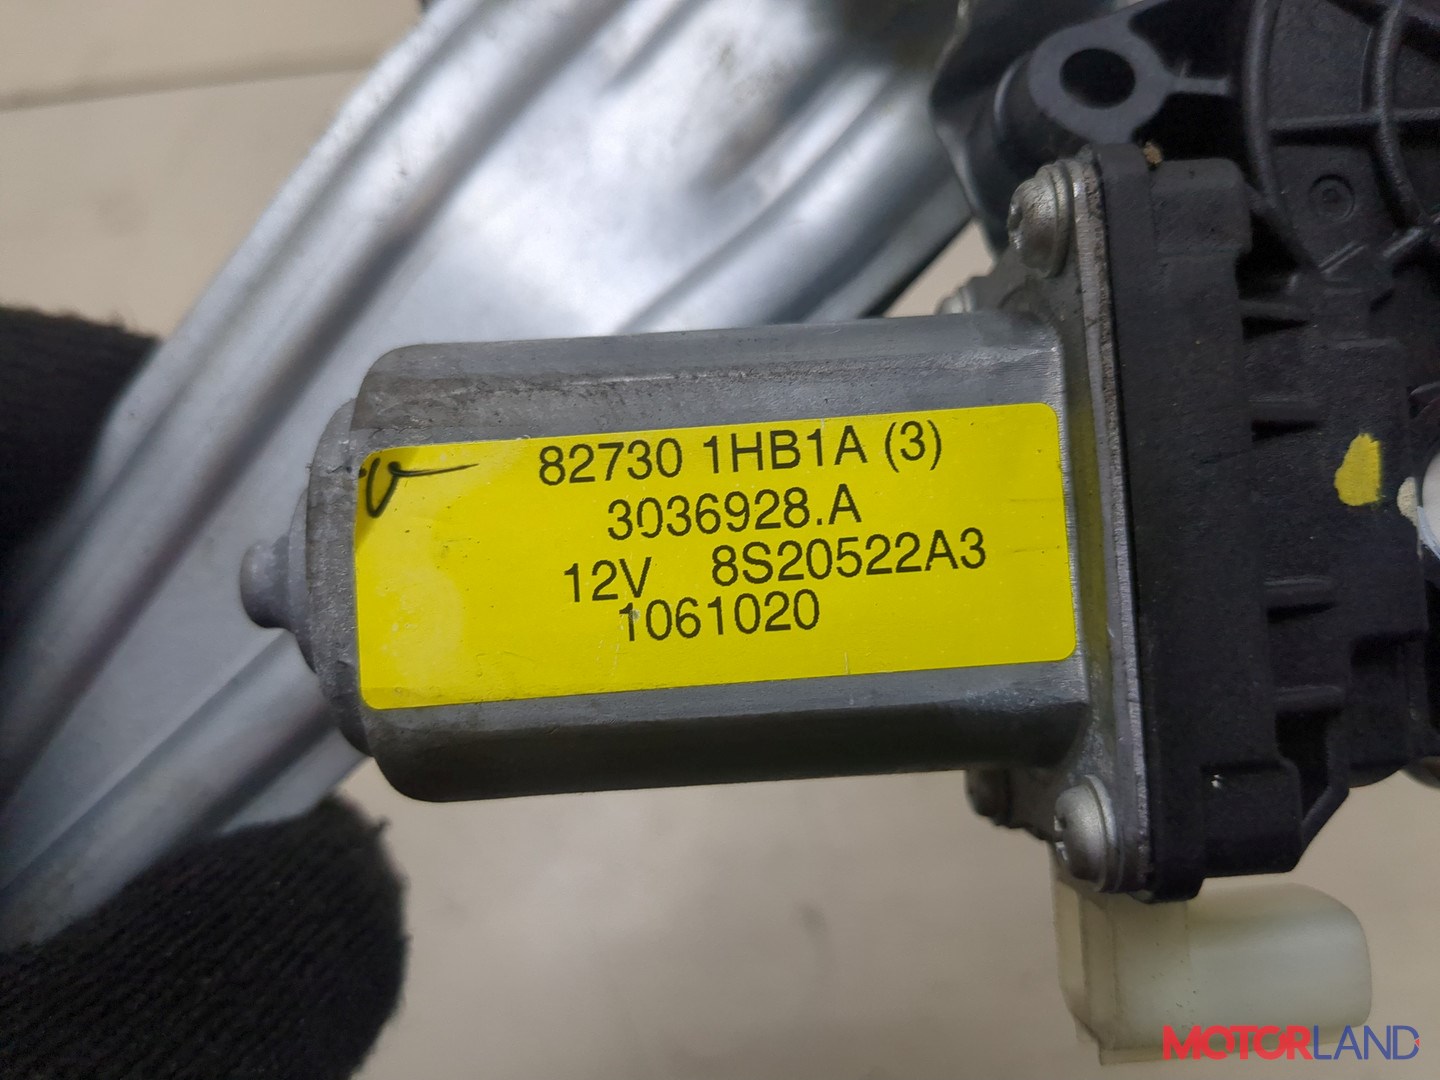 82730 1HB1A (3)
3036928.A
12V 8S20522A3
1061020
MOTORLAND